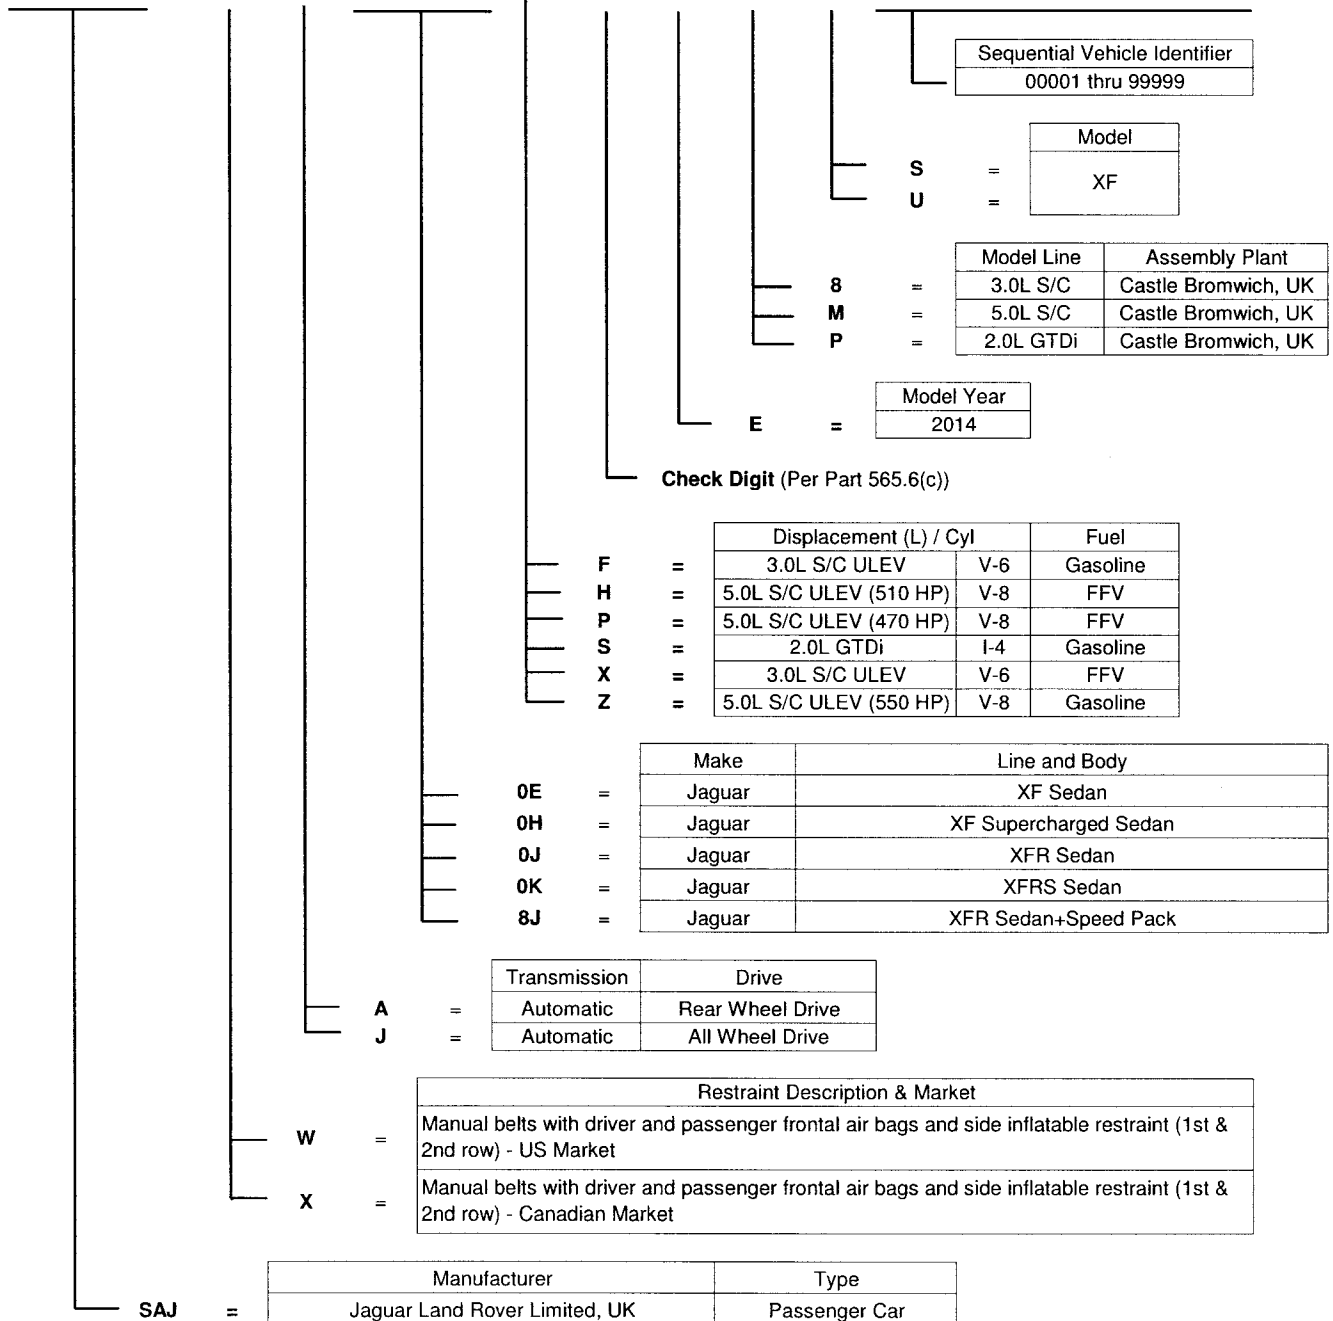 Sequential Vehicle Identifier
00001 thru 99999
Model
S = XF
U =
Model Line Assembly Plant
8 = 3.0L S/C Castle Bromwich, UK
M = 5.0L S/C Castle Bromwich, UK
P = 2.0L GTDi Castle Bromwich, UK
Model Year
E = 2014
Check Digit (Per Part 565.6(c))
Displacement (L) / Cyl Fuel
F = 3.0L S/C ULEV V-6 Gasoline
H = 5.0L S/C ULEV (510 HP) V-8 FFV
P = 5.0L S/C ULEV (470 HP) V-8 FFV
S = 2.0L GTDi I-4 Gasoline
X = 3.0L S/C ULEV V-6 FFV
Z = 5.0L S/C ULEV (550 HP) V-8 Gasoline
Make Line and Body
0E = Jaguar XF Sedan
0H = Jaguar XF Supercharged Sedan
0J = Jaguar XFR Sedan
0K = Jaguar XFRS Sedan
8J = Jaguar XFR Sedan+Speed Pack
Transmission Drive
A = Automatic Rear Wheel Drive
J = Automatic All Wheel Drive
Restraint Description & Market
W = Manual belts with driver and passenger frontal air bags and side inflatable restraint (1st &
2nd row) - US Market
X = Manual belts with driver and passenger frontal air bags and side inflatable restraint (1st &
2nd row) - Canadian Market
Manufacturer Type
SAJ = Jaguar Land Rover Limited, UK Passenger Car